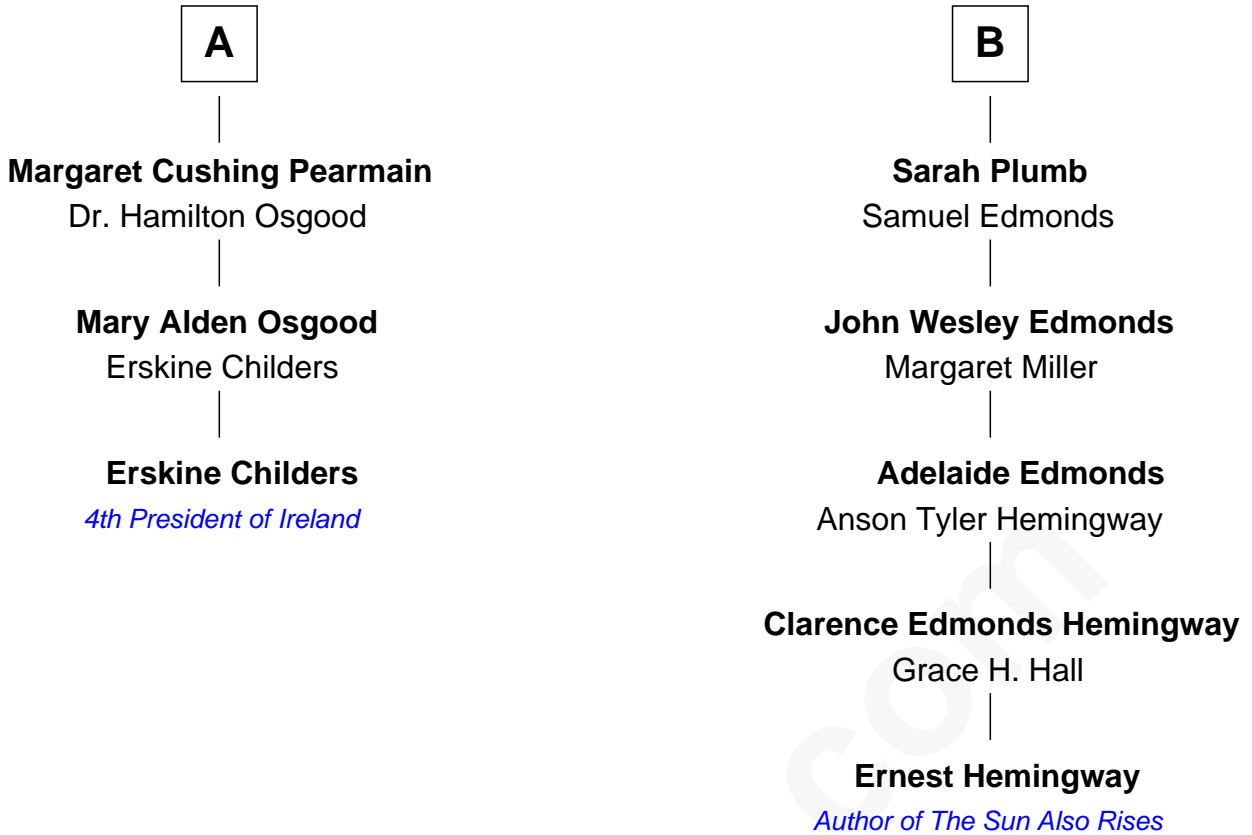 A
Margaret Cushing Pearmain
Dr. Hamilton Osgood
Mary Alden Osgood
Erskine Childers
Erskine Childers
4th President of Ireland
B
Sarah Plumb
Samuel Edmonds
John Wesley Edmonds
Margaret Miller
Adelaide Edmonds
Anson Tyler Hemingway
Clarence Edmonds Hemingway
Grace H. Hall
Ernest Hemingway
Author of The Sun Also Rises
com